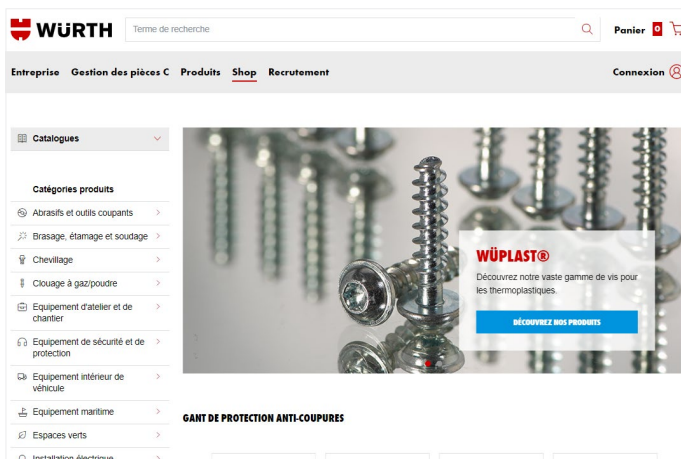 WÜRTH
Terme de recherche
Panier 0
Entreprise Gestion des pièces C Produits Shop Recrutement
Connexion
Catalogues
Catégories produits
Abrasifs et outils coupants
Brasage, étamage et soudage
Chevillage
Clouage à gaz/poudre
Equipement d'atelier et de
chantier
Equipement de sécurité et de
protection
Equipement intérieur de
véhicule
Equipement maritime
Espaces verts
Installation électrique
WÜPLAST®
Découvrez notre vaste gamme de vis pour
les thermoplastiques.
DÉCOUVREZ NOS PRODUITS
GANT DE PROTECTION ANTI-COUPURES